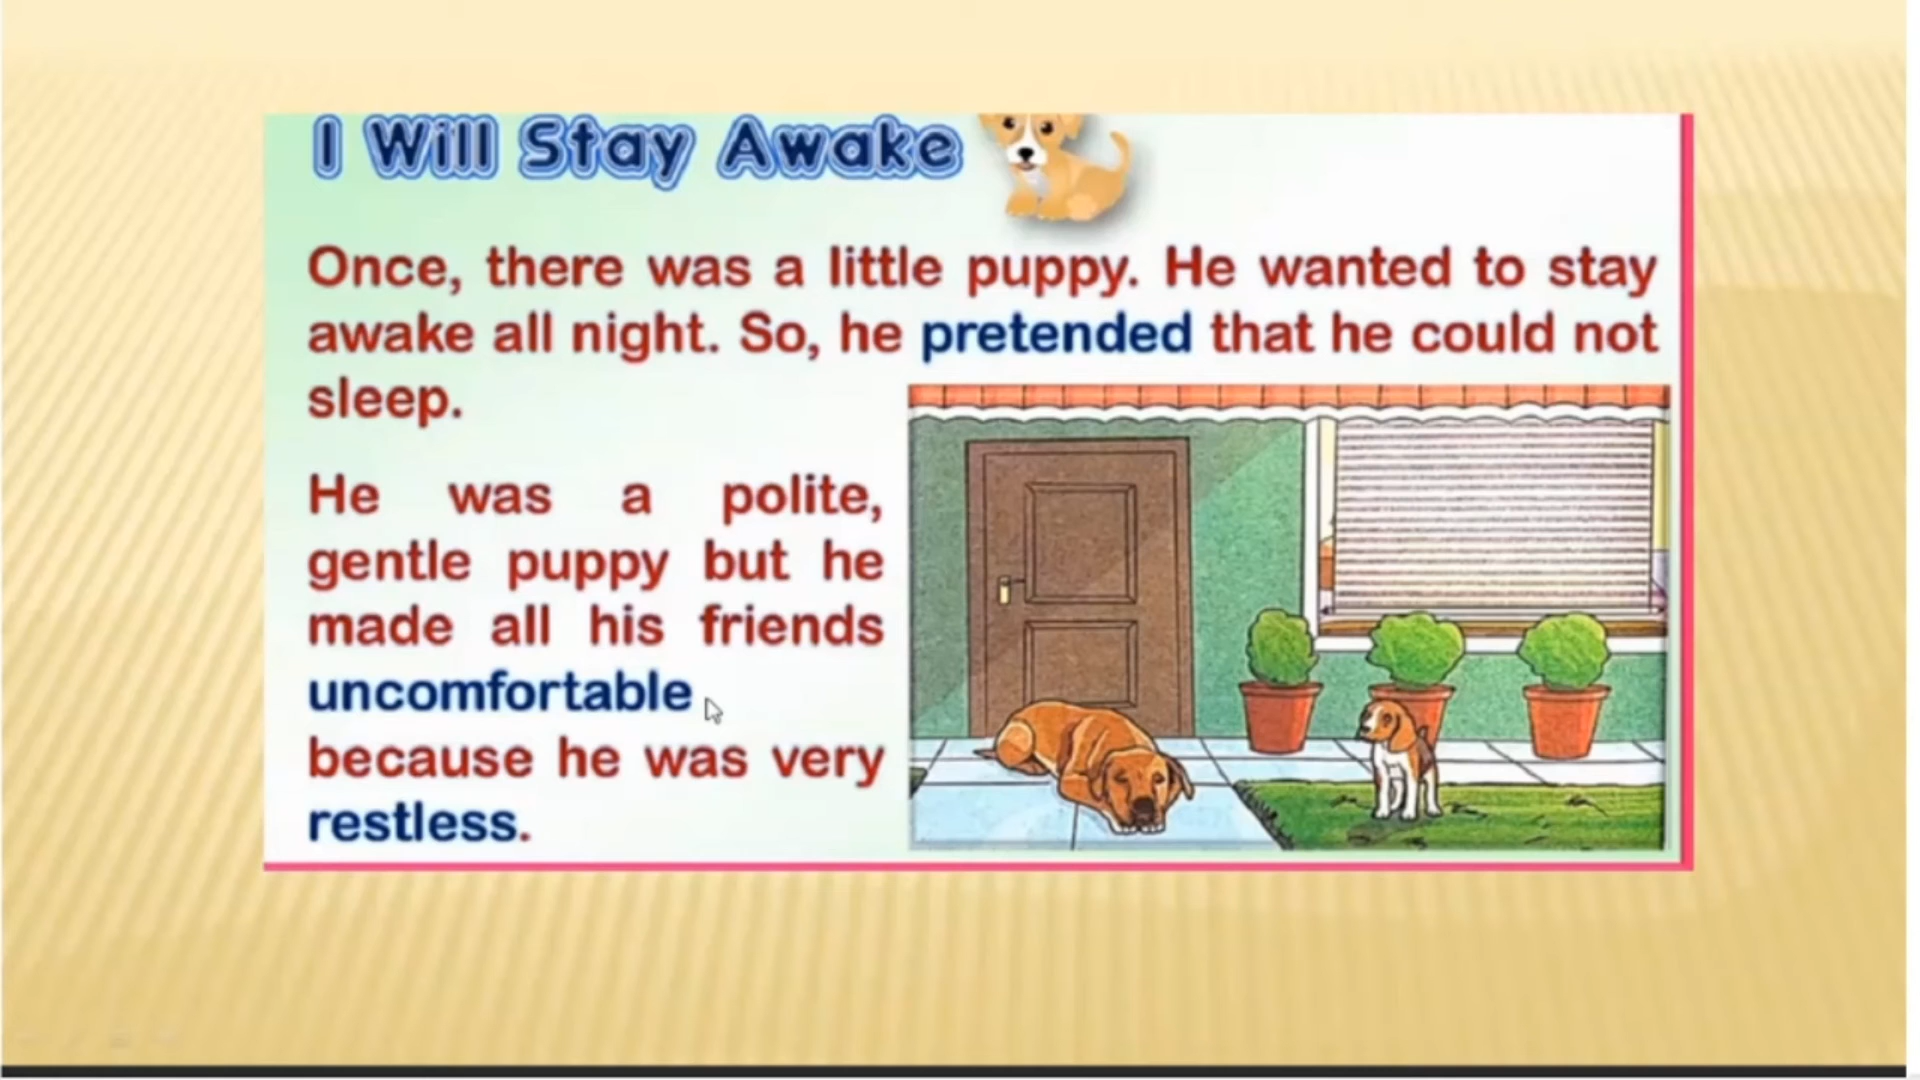 I Will Stay Awake
Once, there was a little puppy. He wanted to stay
awake all night. So, he pretended that he could not
sleep.
He was a polite,
gentle puppy but he
made all his friends
uncomfortable
because he was very
restless.